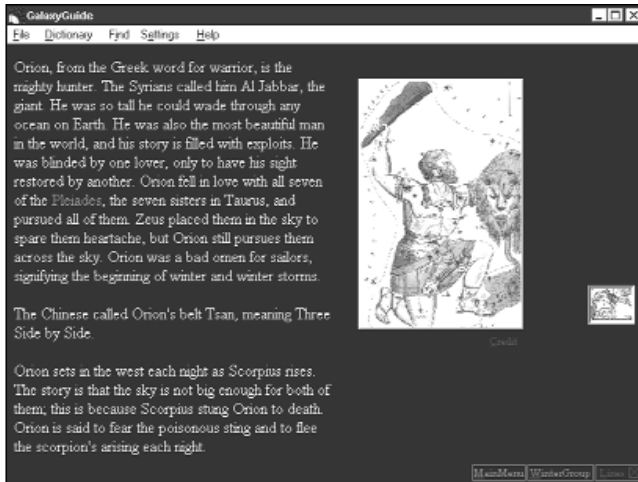 GalaxyGuide
File Dictionary Find Settings Help
Orion, from the Greek word for warrior, is the
mighty hunter. The Syrians called him Al Jabbar, the
giant. He was so tall he could wade through any
ocean on Earth. He was also the most beautiful man
in the world, and his story is filled with exploits. He
was blinded by one lover, only to have his sight
restored by another. Orion fell in love with all seven
of the Pleiades, the seven sisters in Taurus, and
pursued all of them. Zeus placed them in the sky to
spare them heartache, but Orion still pursues them
across the sky. Orion was a bad omen for sailors,
signifying the beginning of winter and winter storms.
The Chinese called Orion's belt Tsan, meaning Three
Side by Side.
Orion sets in the west each night as Scorpius rises.
The story is that the sky is not big enough for both of
them; this is because Scorpius stung Orion to death.
Orion is said to fear the poisonous sting and to flee
the scorpion's arising each night.
Credit
MainMenu WinterGroup Lines